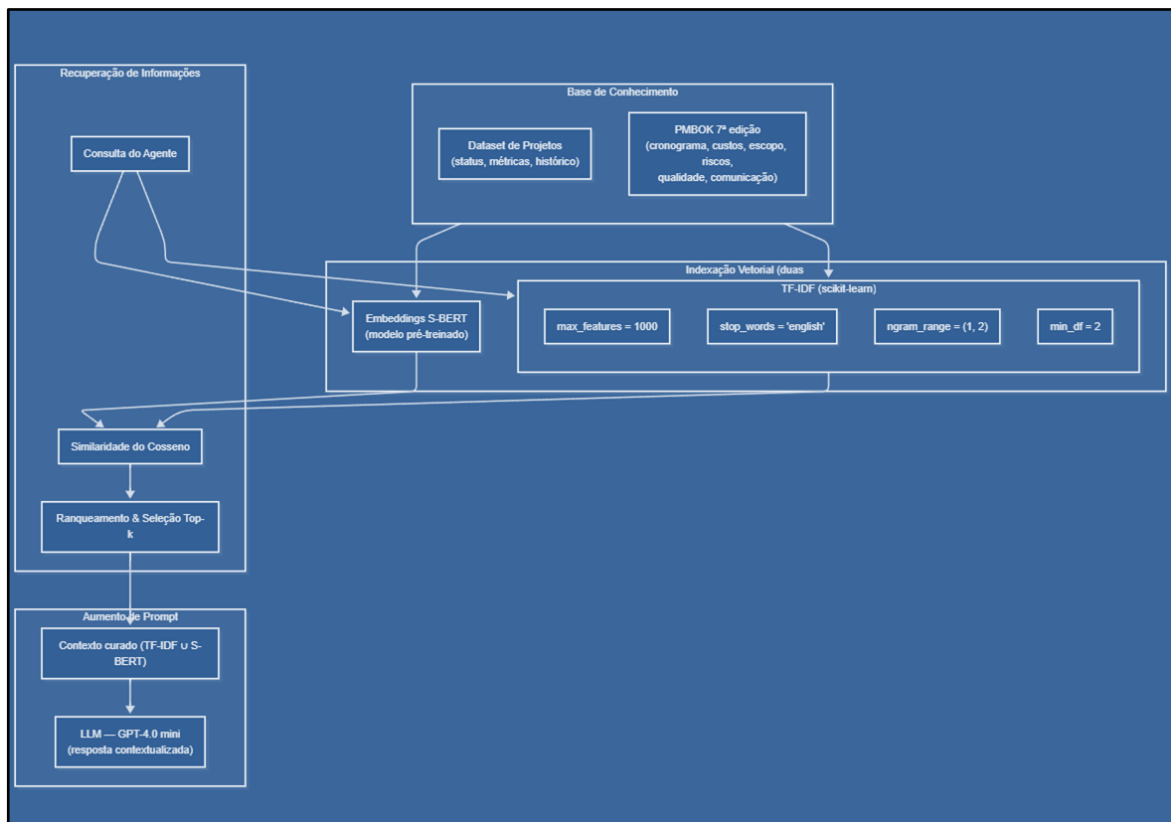 Recuperação de Informações
Consulta do Agente
Base de Conhecimento
Dataset de Projetos
(status, métricas, histórico)
PMBOK 7ª edição
(cronograma, custos, escopo,
riscos,
qualidade, comunicação)
Indexação Vetorial (duas
Embeddings S-BERT
(modelo pré-treinado)
TF-IDF (scikit-learn)
max_features = 1000
stop_words = 'english'
ngram_range = (1, 2)
min_df = 2
Similaridade do Cosseno
Ranqueamento & Seleção Top-
k
Aumento de Prompt
Contexto curado (TF-IDF ∪ S-
BERT)
LLM — GPT-4.0 mini
(resposta contextualizada)